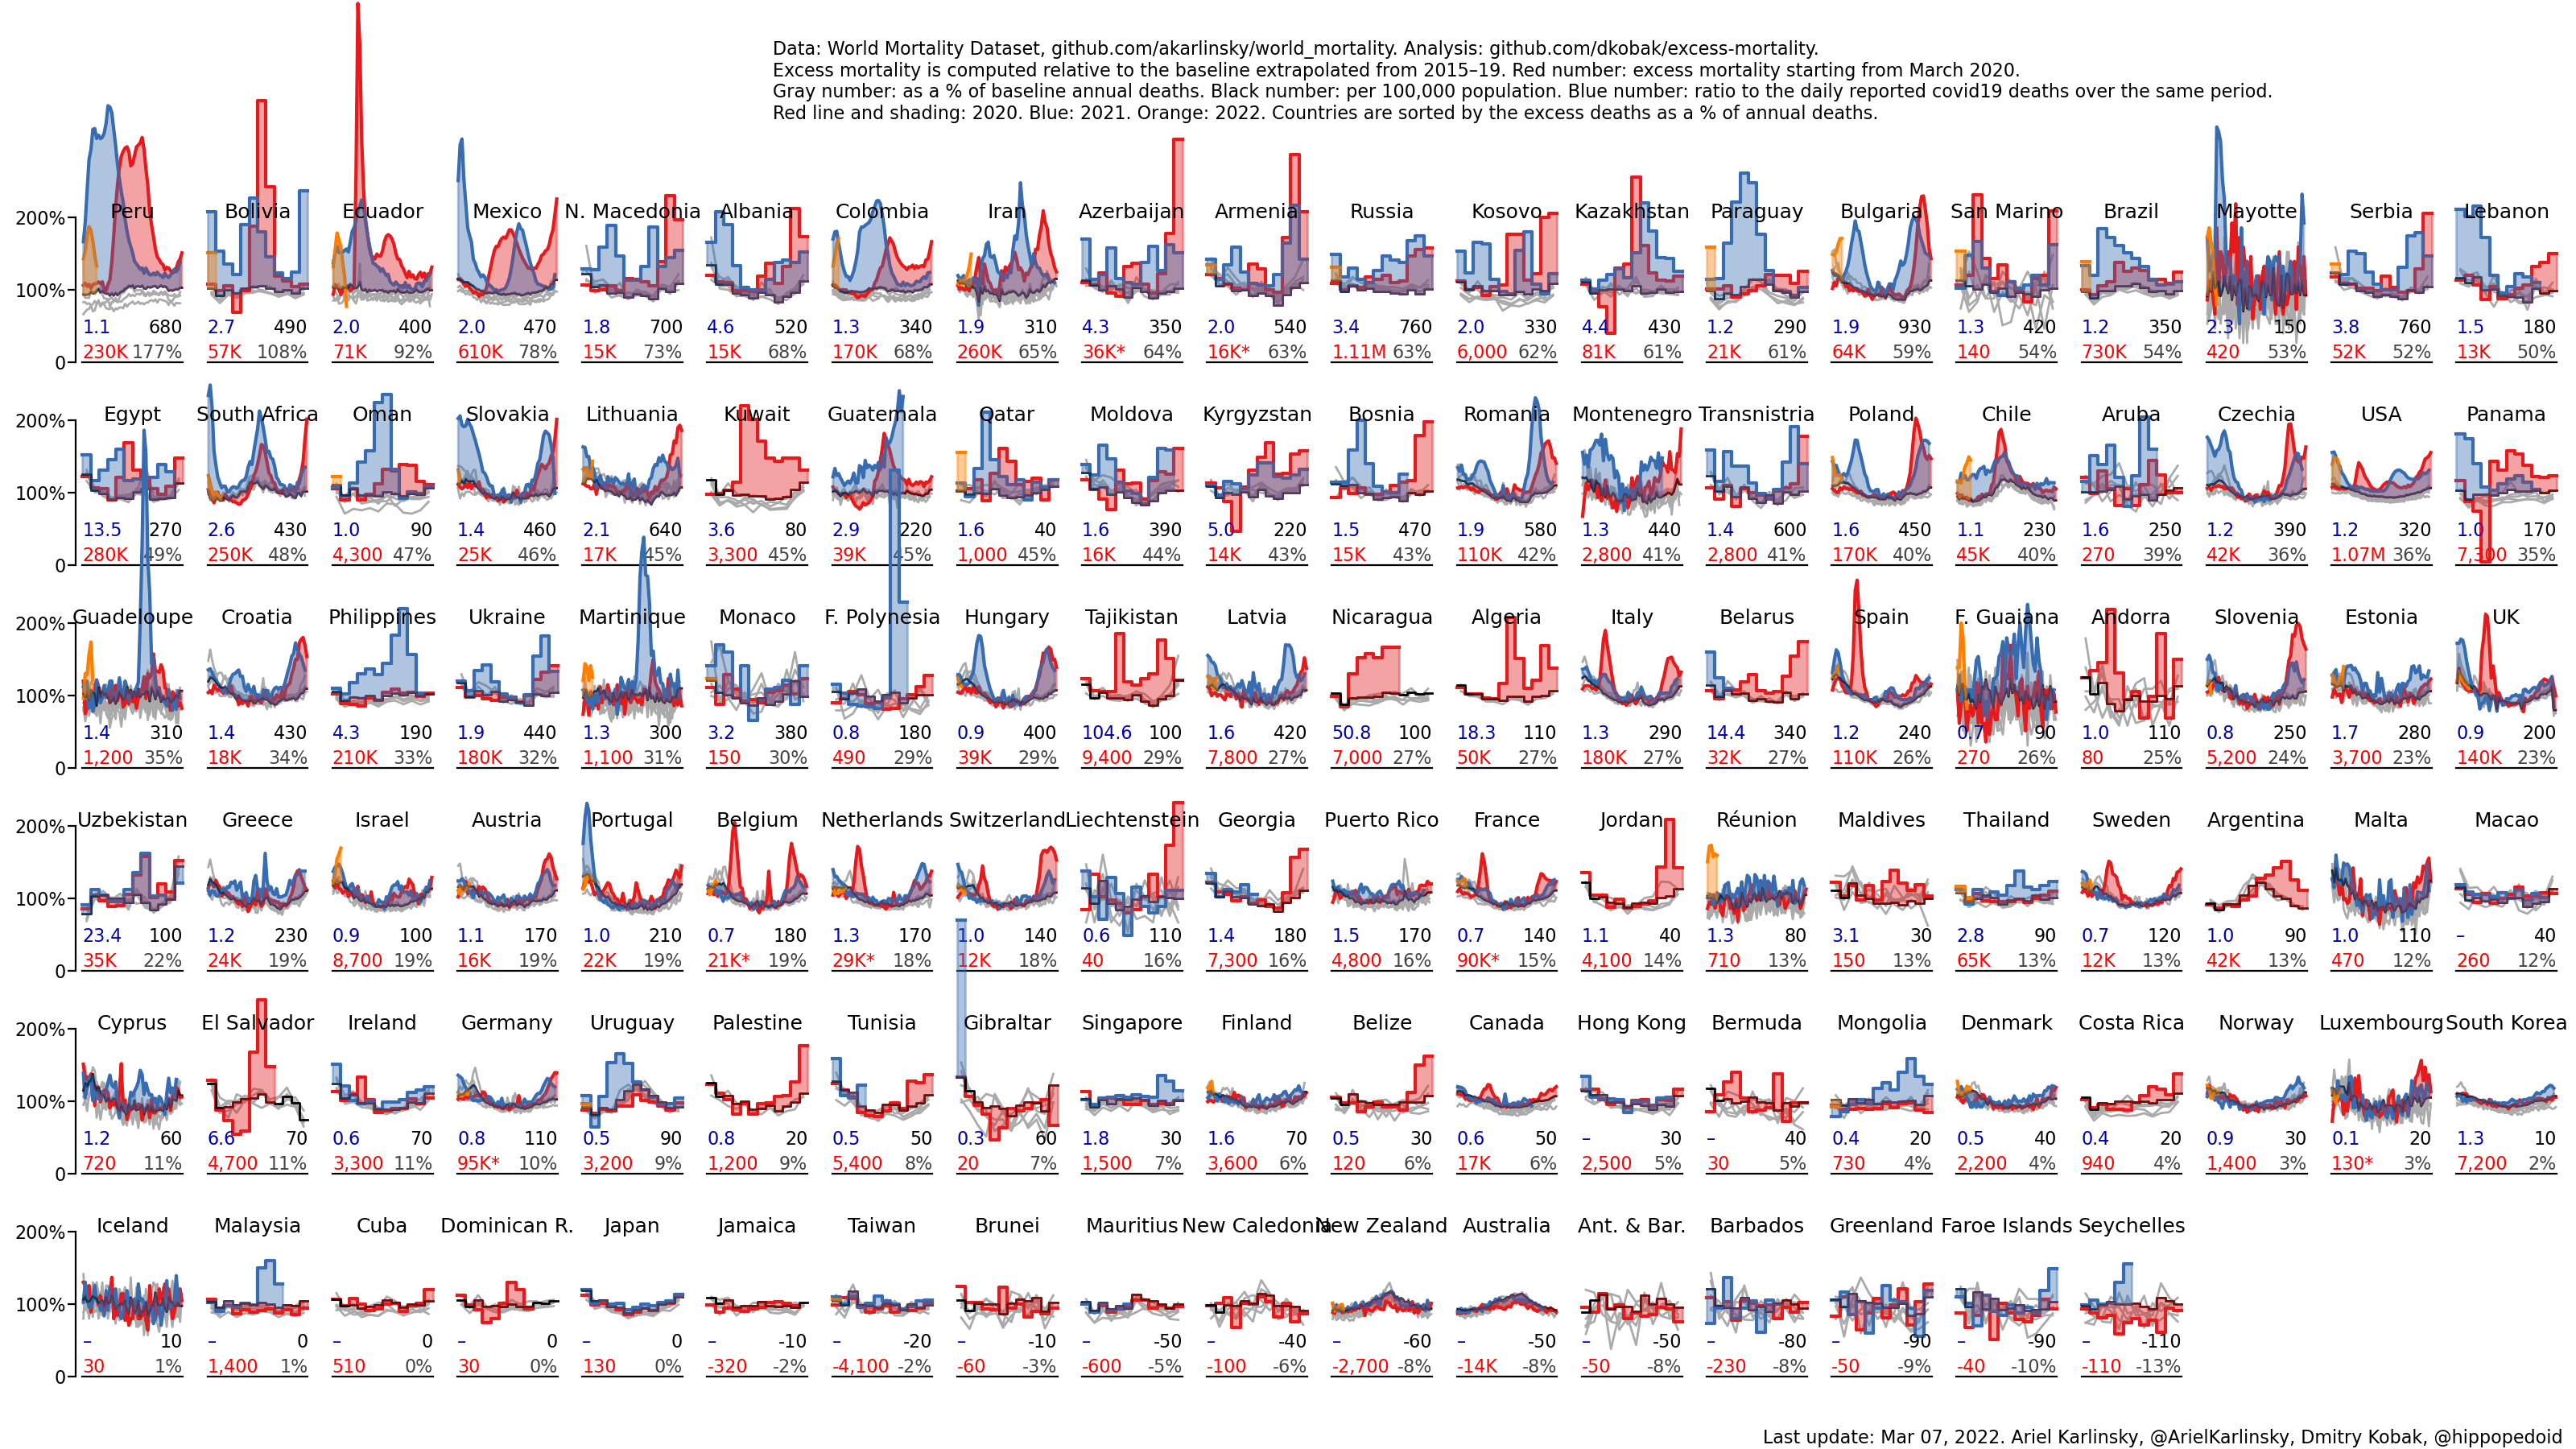 Data: World Mortality Dataset, github.com/akarlinsky/world_mortality. Analysis: github.com/dkobak/excess-mortality.
Excess mortality is computed relative to the baseline extrapolated from 2015–19. Red number: excess mortality starting from March 2020.
Gray number: as a % of baseline annual deaths. Black number: per 100,000 population. Blue number: ratio to the daily reported covid19 deaths over the same period.
Red line and shading: 2020. Blue: 2021. Orange: 2022. Countries are sorted by the excess deaths as a % of annual deaths.
200% Peru Bolivia Ecuador Mexico N. Macedonia Albania Colombia Iran Azerbaijan Armenia Russia Kosovo Kazakhstan Paraguay Bulgaria San Marino Brazil Mayotte Serbia Lebanon
100%
1.1 680 2.7 490 2.0 400 2.0 470 1.8 700 4.6 520 1.3 340 1.9 310 4.3 350 2.0 540 3.4 760 2.0 330 4.4 430 1.2 290 1.9 930 1.3 420 1.2 350 2.3 150 3.8 760 1.5 180
0 230K 177% 57K 108% 71K 92% 610K 78% 15K 73% 15K 68% 170K 68% 260K 65% 36K* 64% 16K* 63% 1.11M 63% 6,000 62% 81K 61% 21K 61% 64K 59% 140 54% 730K 54% 420 53% 52K 52% 13K 50%
200% Egypt South Africa Oman Slovakia Lithuania Kuwait Guatemala Qatar Moldova Kyrgyzstan Bosnia Romania Montenegro Transnistria Poland Chile Aruba Czechia USA Panama
100%
13.5 270 2.6 430 1.0 90 1.4 460 2.1 640 3.6 80 2.9 220 1.6 40 1.6 390 5.0 220 1.5 470 1.9 580 1.3 440 1.4 600 1.6 450 1.1 230 1.6 250 1.2 390 1.2 320 1.0 170
0 280K 49% 250K 48% 4,300 47% 25K 46% 17K 45% 3,300 45% 39K 45% 1,000 45% 16K 44% 14K 43% 15K 43% 110K 42% 2,800 41% 2,800 41% 170K 40% 45K 40% 270 39% 42K 36% 1.07M 36% 7,300 35%
200% Guadeloupe Croatia Philippines Ukraine Martinique Monaco F. Polynesia Hungary Tajikistan Latvia Nicaragua Algeria Italy Belarus Spain F. Guaiana Andorra Slovenia Estonia UK
100%
1.4 310 1.4 430 4.3 190 1.9 440 1.3 300 3.2 380 0.8 180 0.9 400 104.6 100 1.6 420 50.8 100 18.3 110 1.3 290 14.4 340 1.2 240 0.7 90 1.0 110 0.8 250 1.7 280 0.9 200
0 1,200 35% 18K 34% 210K 33% 180K 32% 1,100 31% 150 30% 490 29% 39K 29% 9,400 29% 7,800 27% 7,000 27% 50K 27% 180K 27% 32K 27% 110K 26% 270 26% 80 25% 5,200 24% 3,700 23% 140K 23%
200% Uzbekistan Greece Israel Austria Portugal Belgium Netherlands Switzerland Liechtenstein Georgia Puerto Rico France Jordan Réunion Maldives Thailand Sweden Argentina Malta Macao
100%
23.4 100 1.2 230 0.9 100 1.1 170 1.0 210 0.7 180 1.3 170 1.0 140 0.6 110 1.4 180 1.5 170 0.7 140 1.1 40 1.3 80 3.1 30 2.8 90 0.7 120 1.0 90 1.0 110 – 40
0 35K 22% 24K 19% 8,700 19% 16K 19% 22K 19% 21K* 19% 29K* 18% 12K 18% 40 16% 7,300 16% 4,800 16% 90K* 15% 4,100 14% 710 13% 150 13% 65K 13% 12K 13% 42K 13% 470 12% 260 12%
200% Cyprus El Salvador Ireland Germany Uruguay Palestine Tunisia Gibraltar Singapore Finland Belize Canada Hong Kong Bermuda Mongolia Denmark Costa Rica Norway Luxembourg South Korea
100%
1.2 60 6.6 70 0.6 70 0.8 110 0.5 90 0.8 20 0.5 50 0.3 60 1.8 30 1.6 70 0.5 30 0.6 50 – 30 – 40 0.4 20 0.5 40 0.4 20 0.9 30 0.1 20 1.3 10
0 720 11% 4,700 11% 3,300 11% 95K* 10% 3,200 9% 1,200 9% 5,400 8% 20 7% 1,500 7% 3,600 6% 120 6% 17K 6% 2,500 5% 30 5% 730 4% 2,200 4% 940 4% 1,400 3% 130* 3% 7,200 2%
200% Iceland Malaysia Cuba Dominican R. Japan Jamaica Taiwan Brunei Mauritius New Caledonia New Zealand Australia Ant. & Bar. Barbados Greenland Faroe Islands Seychelles
100%
– 10 – 0 – 0 – 0 – 0 – -10 – -20 – -10 – -50 – -40 – -60 – -50 – -50 – -80 – -90 – -90 – -110
0 30 1% 1,400 1% 510 0% 30 0% 130 0% -320 -2% -4,100 -2% -60 -3% -600 -5% -100 -6% -2,700 -8% -14K -8% -50 -8% -230 -8% -50 -9% -40 -10% -110 -13%
Last update: Mar 07, 2022. Ariel Karlinsky, @ArielKarlinsky, Dmitry Kobak, @hippopedoid